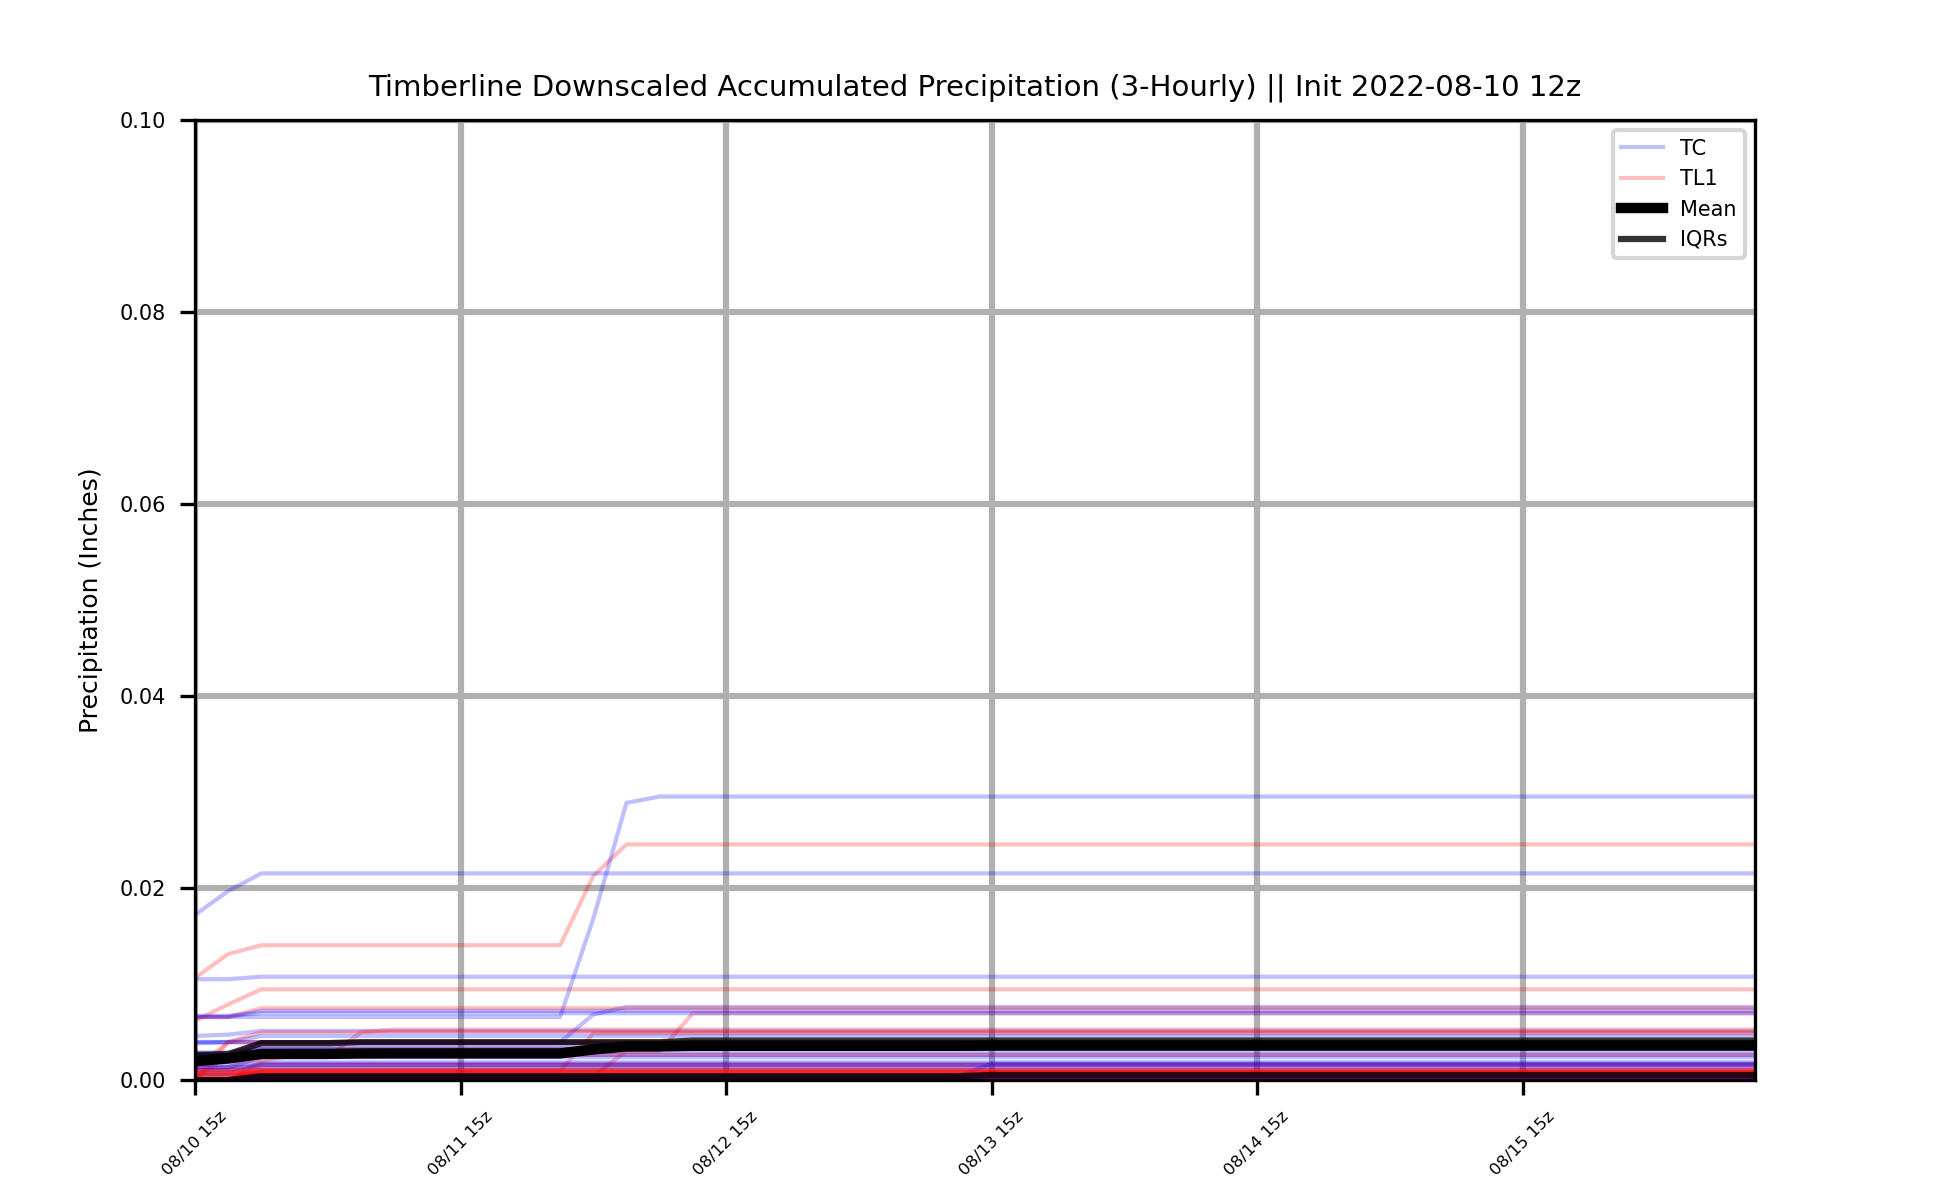 Timberline Downscaled Accumulated Precipitation (3-Hourly) || Init 2022-08-10 12z
Precipitation (Inches)
0.10
0.08
0.06
0.04
0.02
0.00
TC
TL1
Mean
IQRs
08/10 15z
08/11 15z
08/12 15z
08/13 15z
08/14 15z
08/15 15z